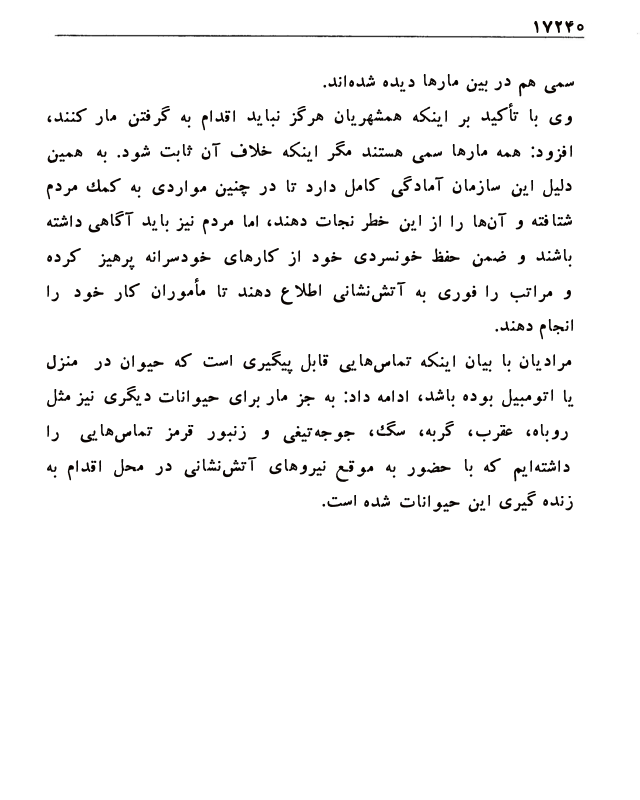 ۱۷۲۴۰
سمی هم در بین مارها دیده شده‌اند.
وی با تأکید بر اینکه همشهریان هرگز نباید اقدام به گرفتن مار کنند،
افزود: همه مارها سمی هستند مگر اینکه خلاف آن ثابت شود. به همین
دلیل این سازمان آمادگی کامل دارد تا در چنین مواردی به کمك مردم
شتافته و آن‌ها را از این خطر نجات دهند، اما مردم نیز باید آگاهی داشته
باشند و ضمن حفظ خونسردی خود از کارهای خودسرانه پرهیز کرده
و مراتب را فوری به آتش‌نشانی اطلاع دهند تا مأموران کار خود را
انجام دهند.
مرادیان با بیان اینکه تماس‌هایی قابل پیگیری است که حیوان در منزل
یا اتومبیل بوده باشد، ادامه داد: به جز مار برای حیوانات دیگری نیز مثل
روباه، عقرب، گربه، سگ، جوجه‌تیغی و زنبور قرمز تماس‌هایی را
داشته‌ایم که با حضور به موقع نیروهای آتش‌نشانی در محل اقدام به
زنده گیری این حیوانات شده است.